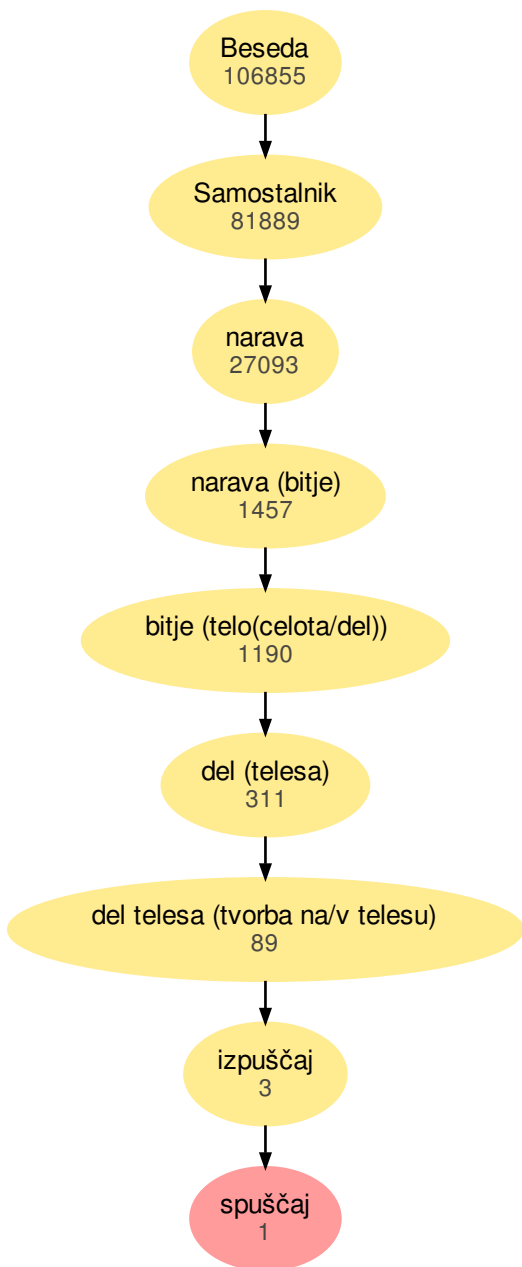 Beseda
106855
Samostalnik
81889
narava
27093
narava (bitje)
1457
bitje (telo(celota/del))
1190
del (telesa)
311
del telesa (tvorba na/v telesu)
89
izpuščaj
3
spuščaj
1